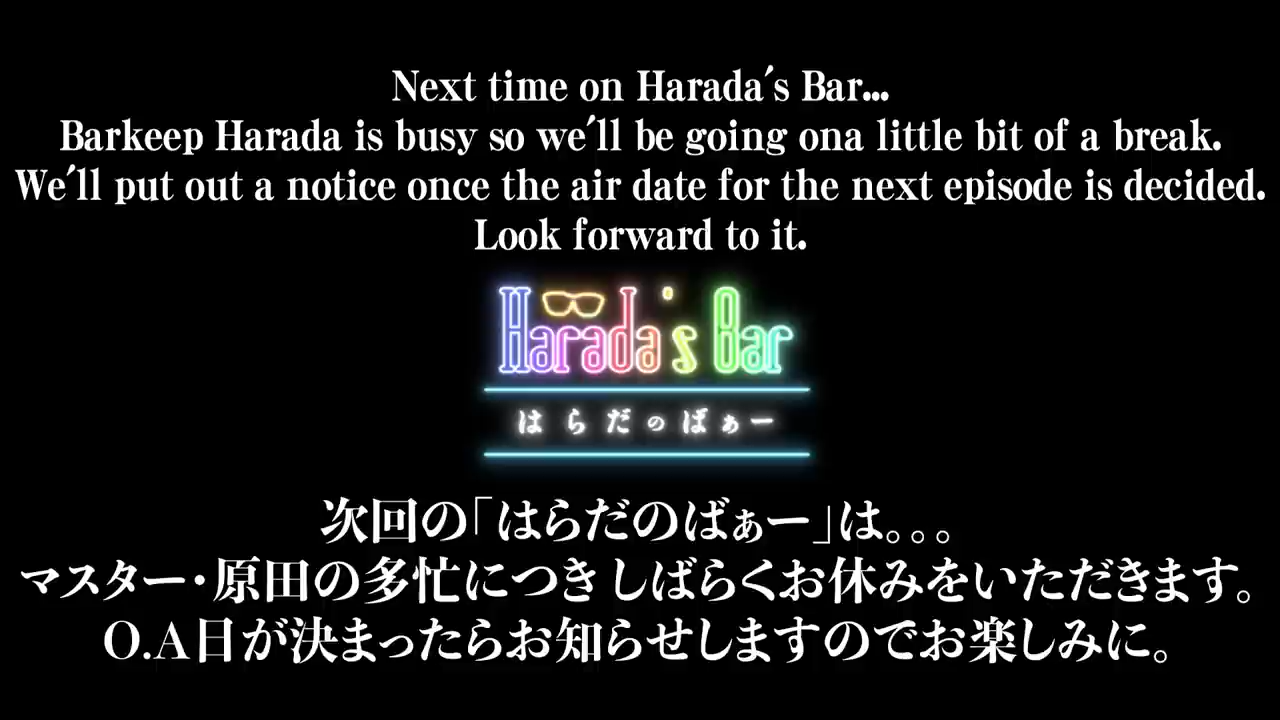 Next time on Harada's Bar...
Barkeep Harada is busy so we'll be going ona little bit of a break.
We'll put out a notice once the air date for the next episode is decided.
Look forward to it.
Harada's Bar
はらだのばぁー
次回の「はらだのばぁー」は。。。
マスター・原田の多忙につきしばらくお休みをいただきます。
O.A日が決まったらお知らせしますのでお楽しみに。